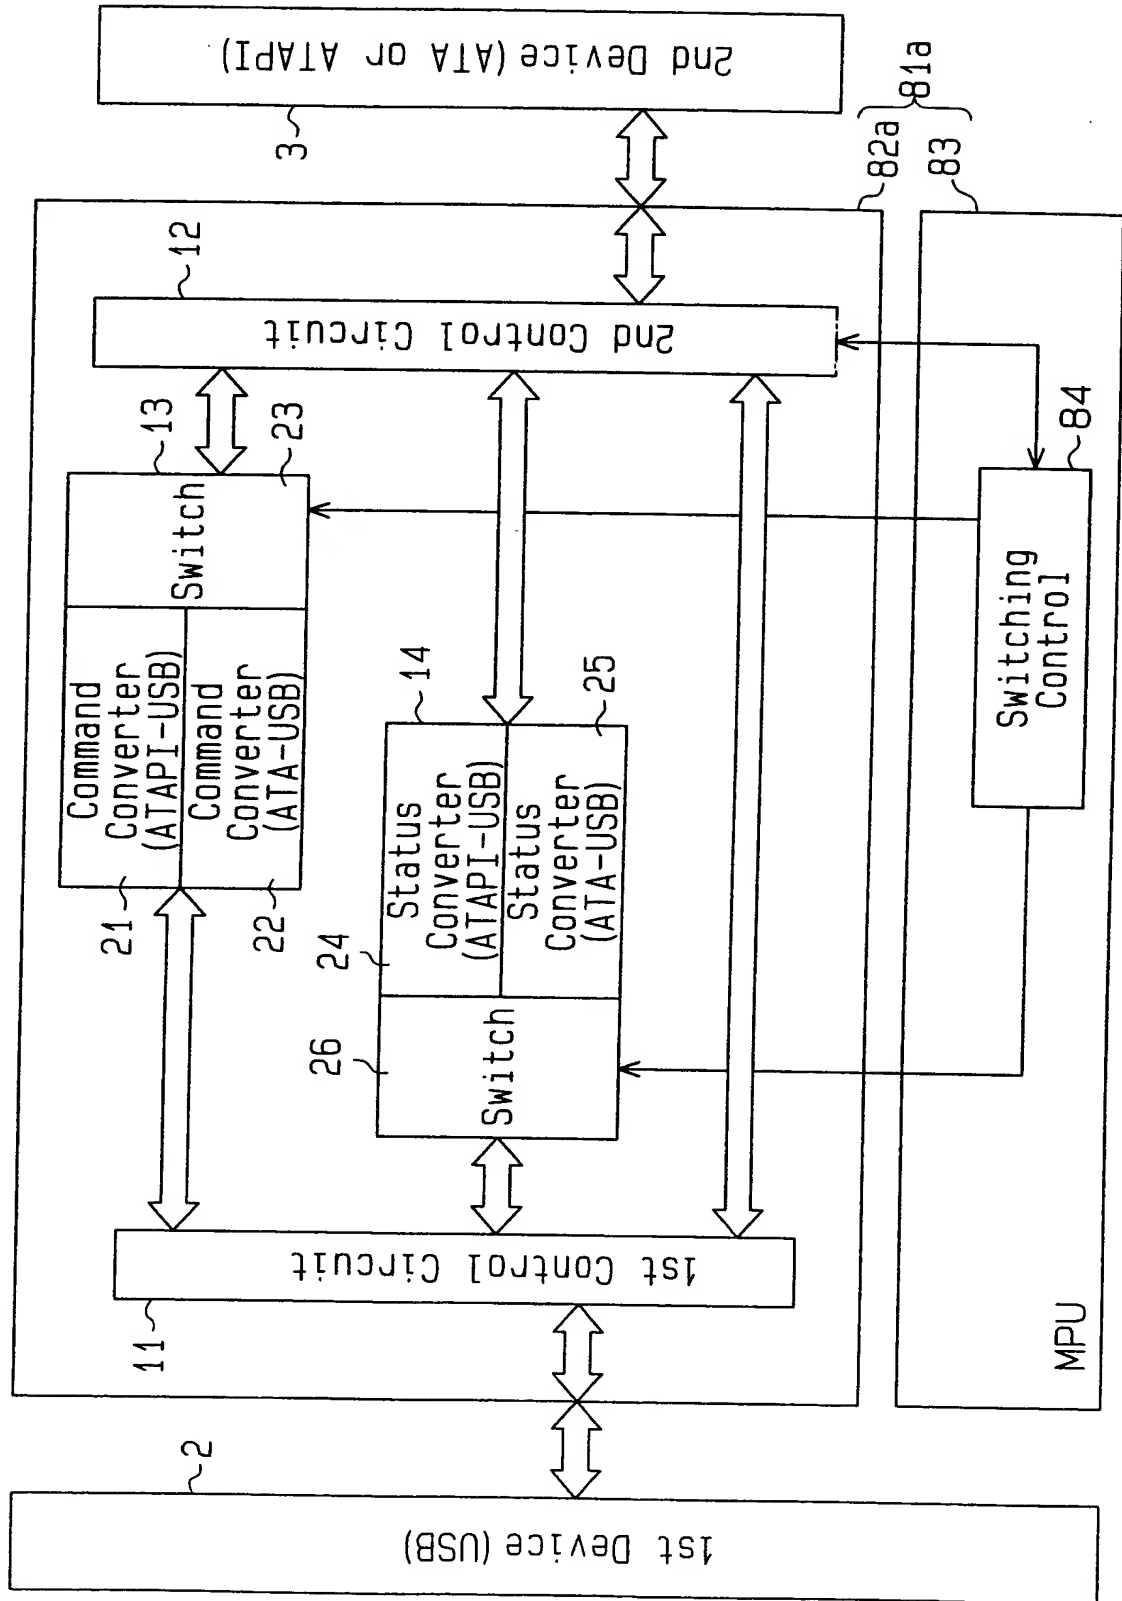 2nd Device (ATA or ATAPI)
3
81a
82a
83
12
2nd Control Circuit
13
23
Switch
Command
Converter
(ATAPI-USB)
Command
Converter
(ATA-USB)
21
22
14
25
Status
Converter
(ATAPI-USB)
Status
Converter
(ATA-USB)
24
26
Switch
84
Switching
Control
11
1st Control Circuit
MPU
2
1st Device (USB)